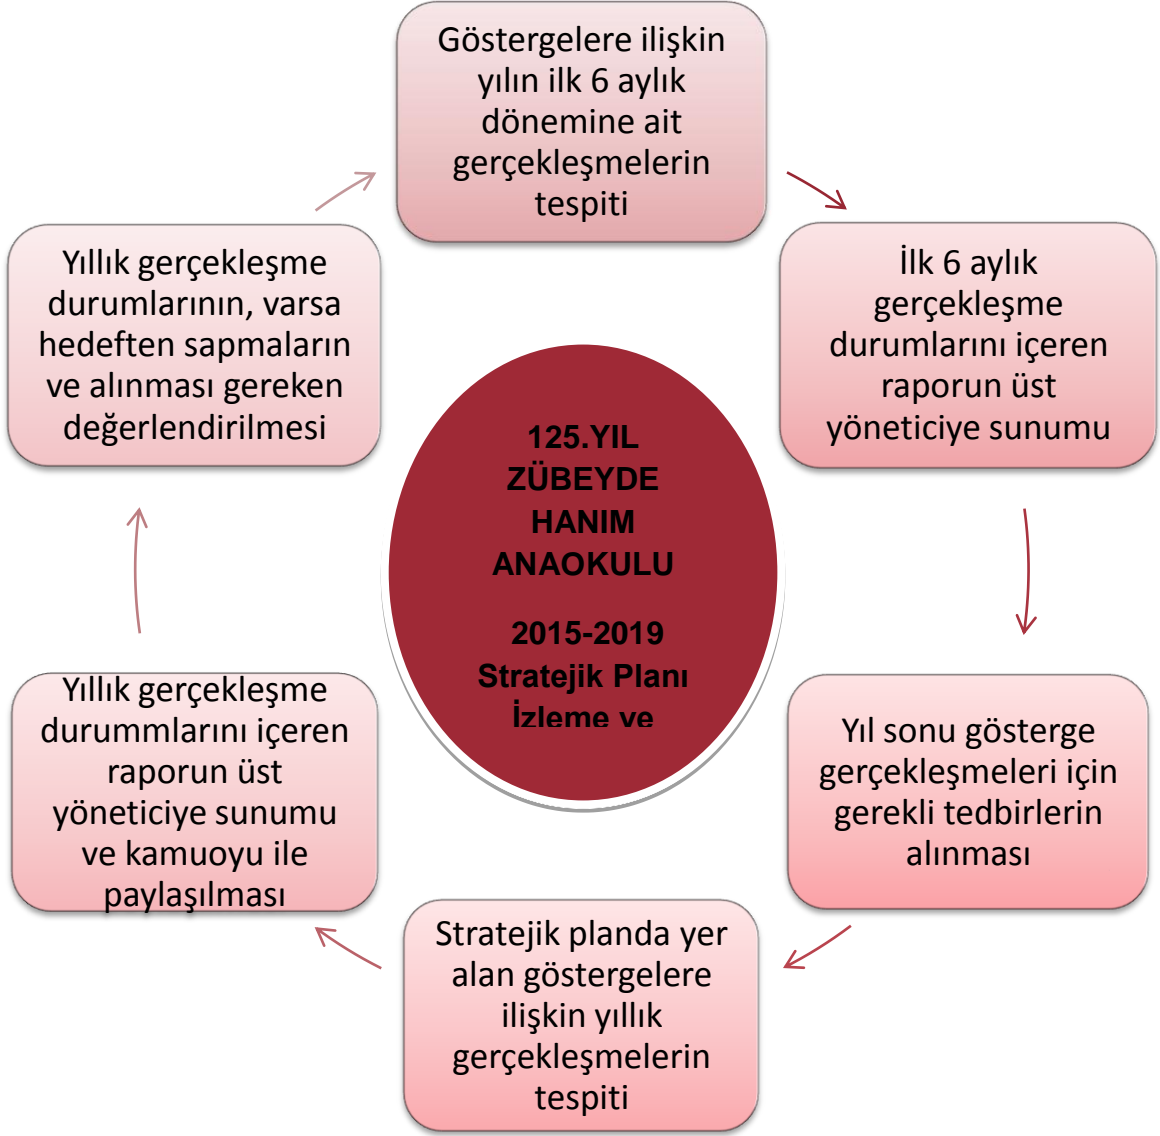 Göstergelere ilişkin
yılın ilk 6 aylık
dönemine ait
gerçekleşmelerin
tespiti
İlk 6 aylık
gerçekleşme
durumlarını içeren
raporun üst
yöneticiye sunumu
Yıl sonu gösterge
gerçekleşmeleri için
gerekli tedbirlerin
alınması
Stratejik planda yer
alan göstergelere
ilişkin yıllık
gerçekleşmelerin
tespiti
Yıllık gerçekleşme
durummlarını içeren
raporun üst
yöneticiye sunumu
ve kamuoyu ile
paylaşılması
Yıllık gerçekleşme
durumlarının, varsa
hedeften sapmaların
ve alınması gereken
değerlendirilmesi
125.YIL
ZÜBEYDE
HANIM
ANAOKULU
2015-2019
Stratejik Planı
İzleme ve